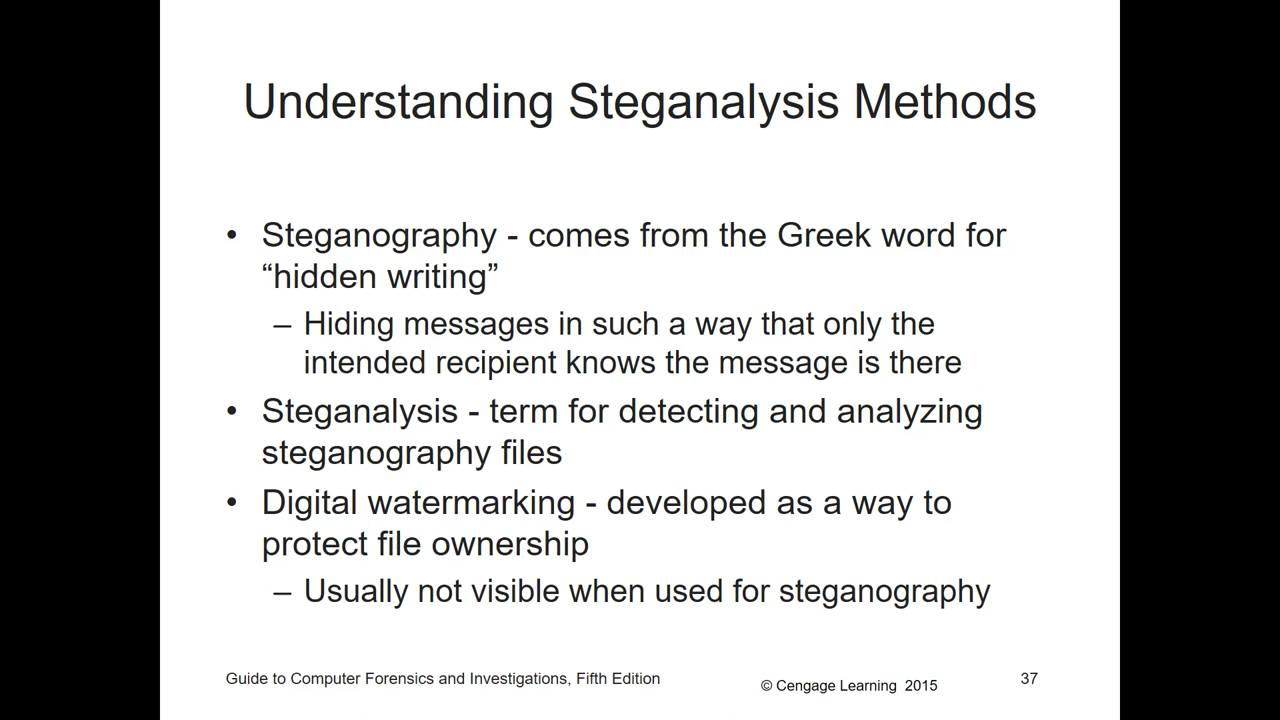 Understanding Steganalysis Methods
• Steganography - comes from the Greek word for
“hidden writing”
– Hiding messages in such a way that only the
intended recipient knows the message is there
• Steganalysis - term for detecting and analyzing
steganography files
• Digital watermarking - developed as a way to
protect file ownership
– Usually not visible when used for steganography
Guide to Computer Forensics and Investigations, Fifth Edition
© Cengage Learning 2015
37